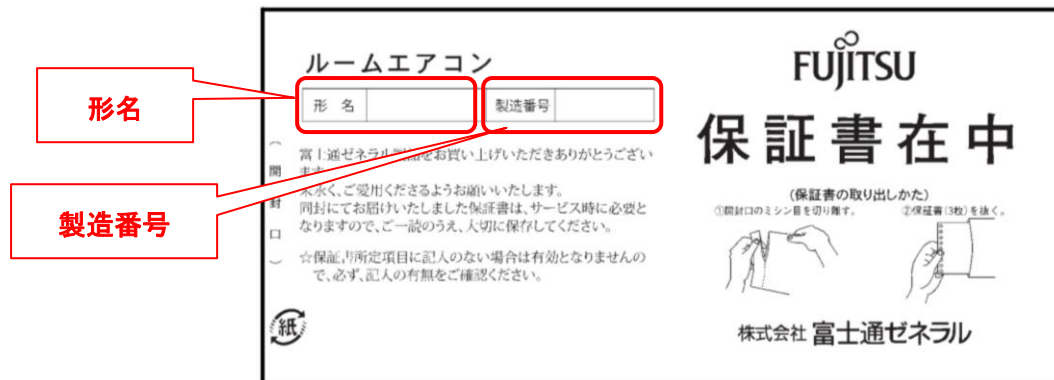 形名
製造番号
ルームエアコン
形 名
製造番号
(開封口)
富士通ゼネラル製品をお買い上げいただきありがとうござい
ます。
末永く、ご愛用くださるようお願いいたします。
同封にてお届けいたしました保証書は、サービス時に必要と
なりますので、ご一読のうえ、大切に保存してください。
☆保証書所定項目に記入のない場合は有効となりませんの
で、必ず、記入の有無をご確認ください。
紙
FUJITSU
保証書在中
(保証書の取り出しかた)
①開封口のミシン目を切り離す。
②保証書(3枚)を抜く。
株式会社 富士通ゼネラル